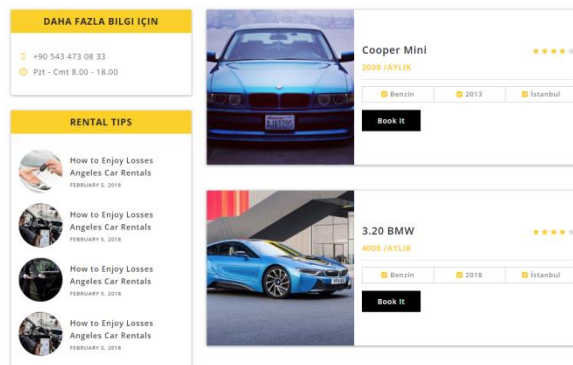 DAHA FAZLA BILGI IÇIN
+90 543 473 08 33
Pzt - Cmt 8.00 - 18.00
RENTAL TIPS
How to Enjoy Losses
Angeles Car Rentals
FEBRUARY 5, 2018
How to Enjoy Losses
Angeles Car Rentals
FEBRUARY 5, 2018
How to Enjoy Losses
Angeles Car Rentals
FEBRUARY 5, 2018
How to Enjoy Losses
Angeles Car Rentals
FEBRUARY 5, 2018
Cooper Mini
2000 /AYLIK
Benzin 2013 İstanbul
Book It
3.20 BMW
4000 /AYLIK
Benzin 2018 İstanbul
Book It